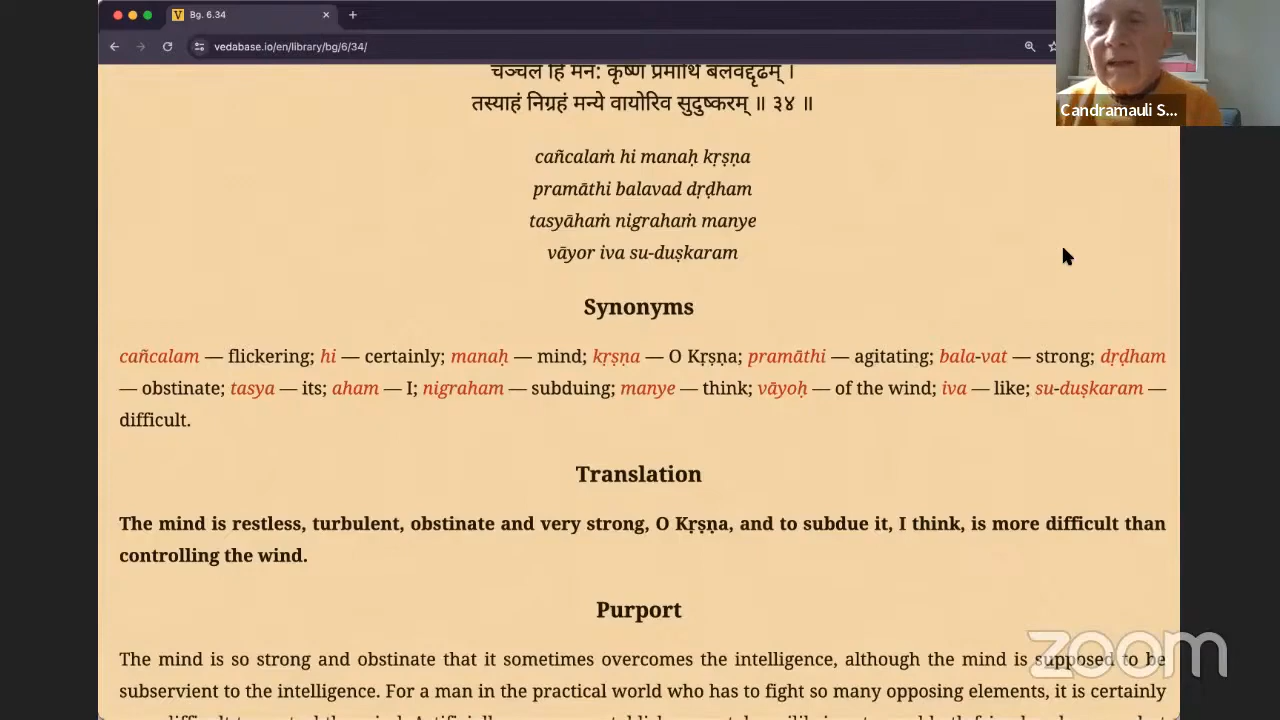 Bg. 6.34
vedabase.io/en/library/bg/6/34/
Candramauli S...
चञ्चलं हि मन: कृष्ण प्रमाथि बलवद्दृढम् ।
तस्याहं निग्रहं मन्ये वायोरिव सुदुष्करम् ॥ ३४ ॥
cañcalaṁ hi manaḥ kṛṣṇa
pramāthi balavad dṛḍham
tasyāhaṁ nigrahaṁ manye
vāyor iva su-duṣkaram
Synonyms
cañcalam — flickering; hi — certainly; manaḥ — mind; kṛṣṇa — O Kṛṣṇa; pramāthi — agitating; bala-vat — strong; dṛḍham
— obstinate; tasya — its; aham — I; nigraham — subduing; manye — think; vāyoḥ — of the wind; iva — like; su-duṣkaram —
difficult.
Translation
The mind is restless, turbulent, obstinate and very strong, O Kṛṣṇa, and to subdue it, I think, is more difficult than
controlling the wind.
Purport
The mind is so strong and obstinate that it sometimes overcomes the intelligence, although the mind is supposed to be
subservient to the intelligence. For a man in the practical world who has to fight so many opposing elements, it is certainly
zoom